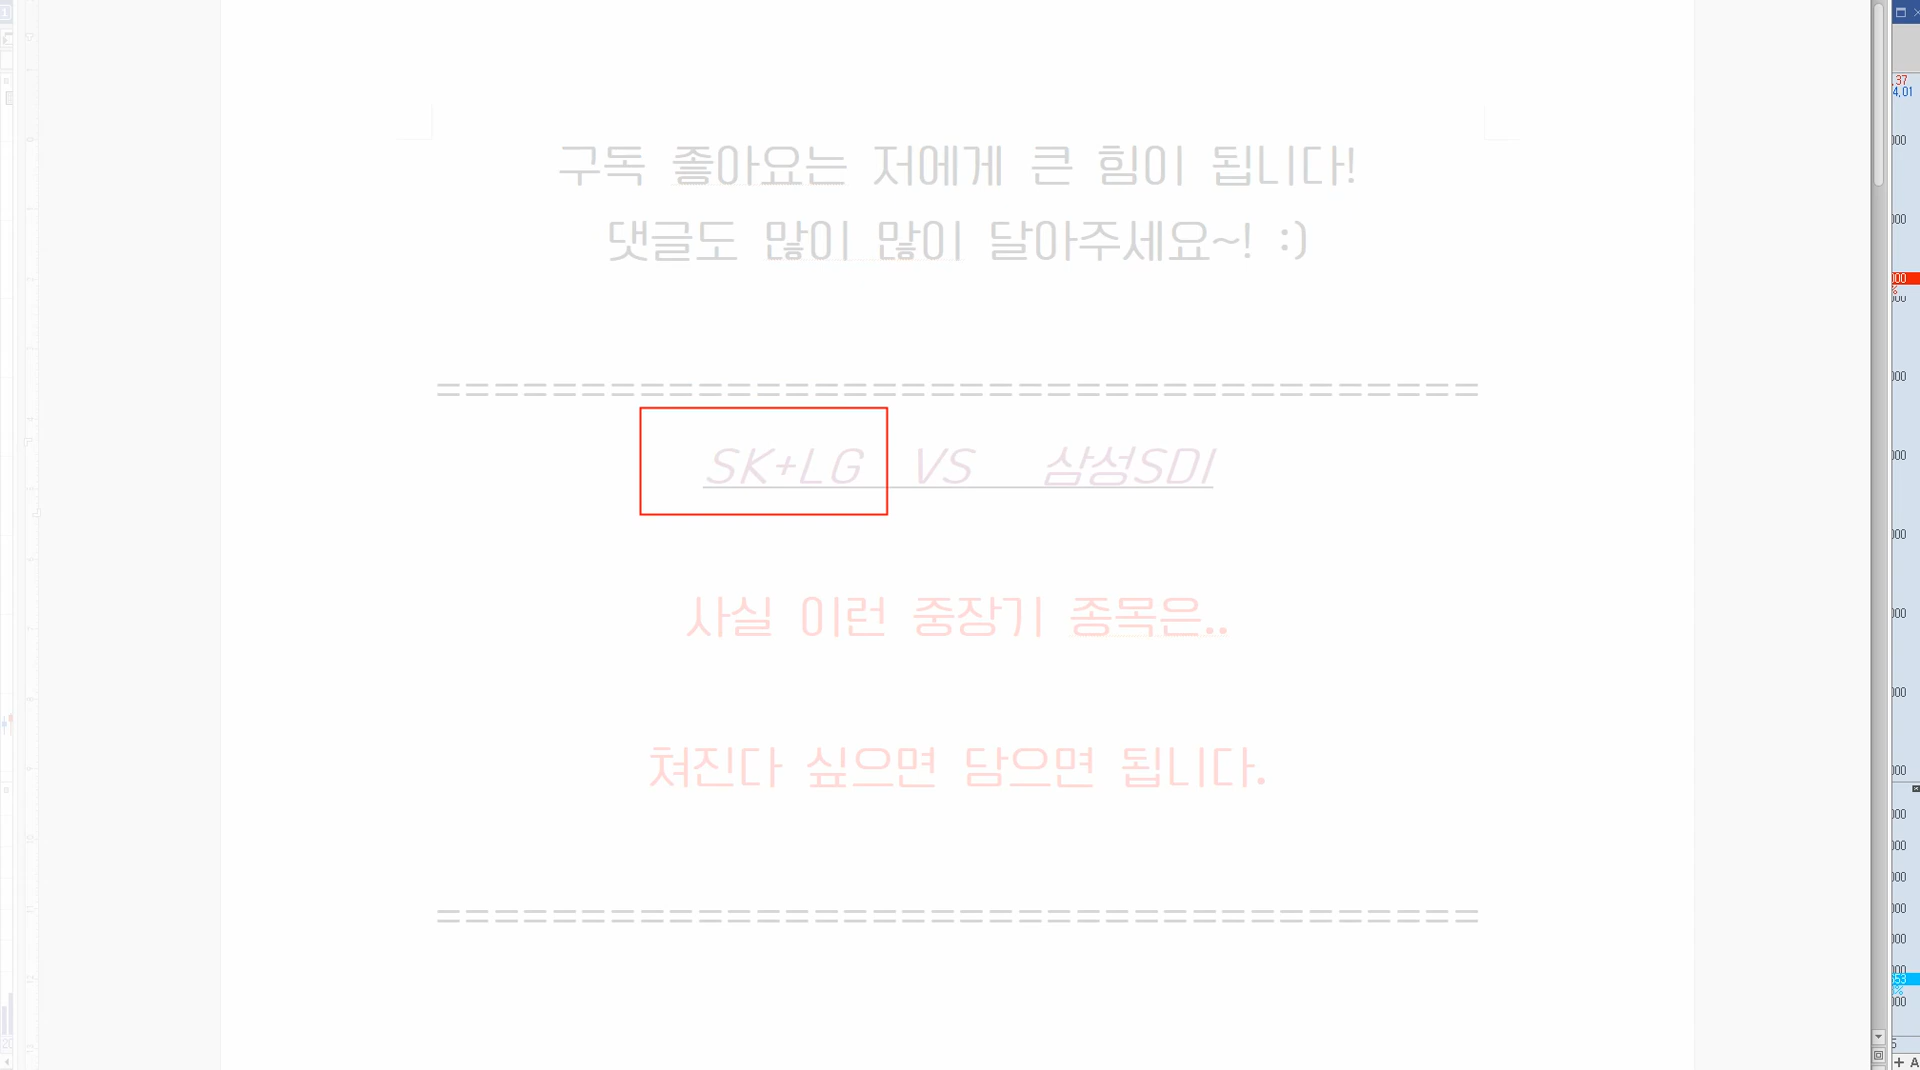 구독 좋아요는 저에게 큰 힘이 됩니다!
댓글도 많이 많이 달아주세요~! :)
====================================
SK+LG VS 삼성SDI
사실 이런 중장기 종목은..
쳐진다 싶으면 담으면 됩니다.
====================================